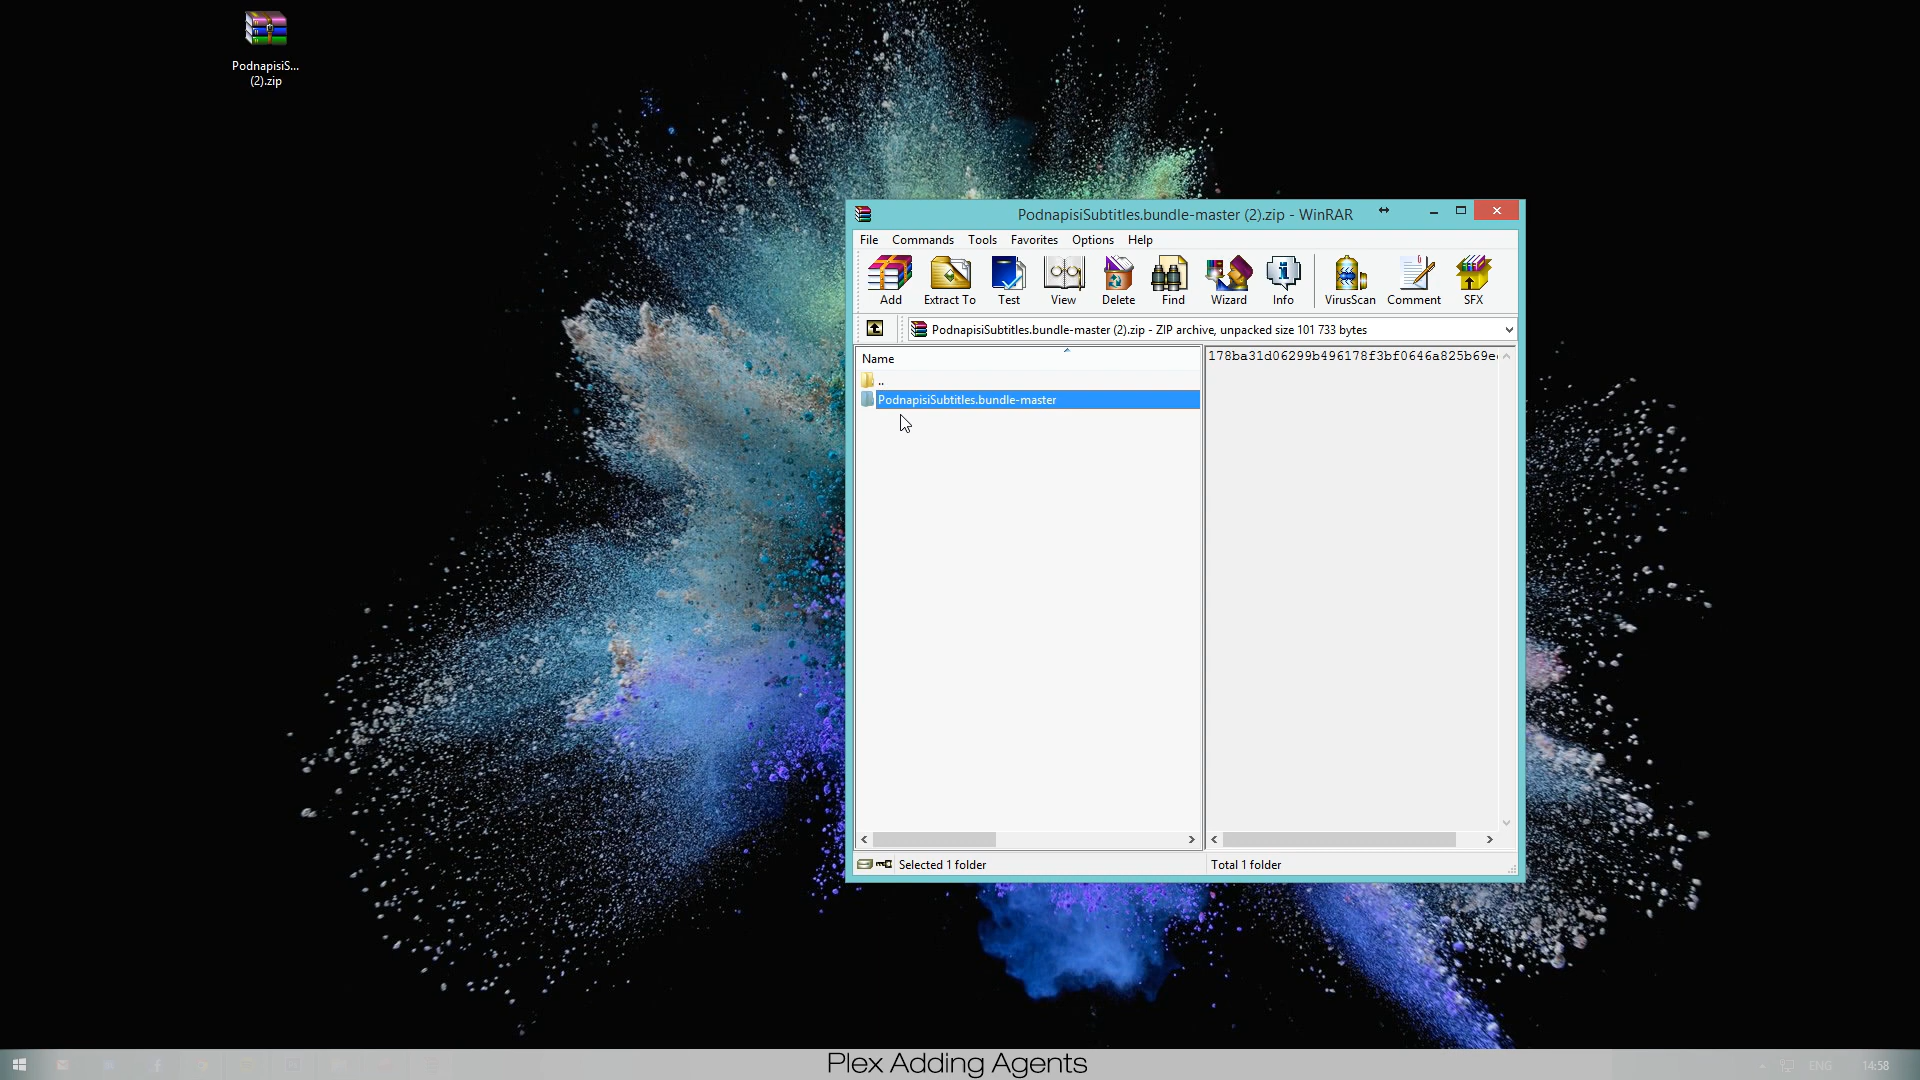 PodnapisiS...
(2).zip
PodnapisiSubtitles.bundle-master (2).zip - WinRAR
File Commands Tools Favorites Options Help
Add Extract To Test View Delete Find Wizard Info VirusScan Comment SFX
PodnapisiSubtitles.bundle-master (2).zip - ZIP archive, unpacked size 101 733 bytes
Name
178ba31d06299b496178f3bf0646a825b69e
..
PodnapisiSubtitles.bundle-master
Selected 1 folder
Total 1 folder
Plex Adding Agents
ENG
14:58